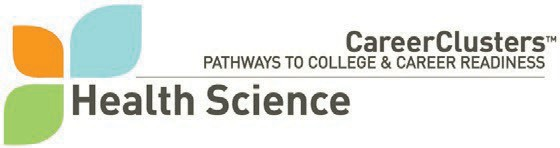 CareerClusters™
PATHWAYS TO COLLEGE & CAREER READINESS
Health Science